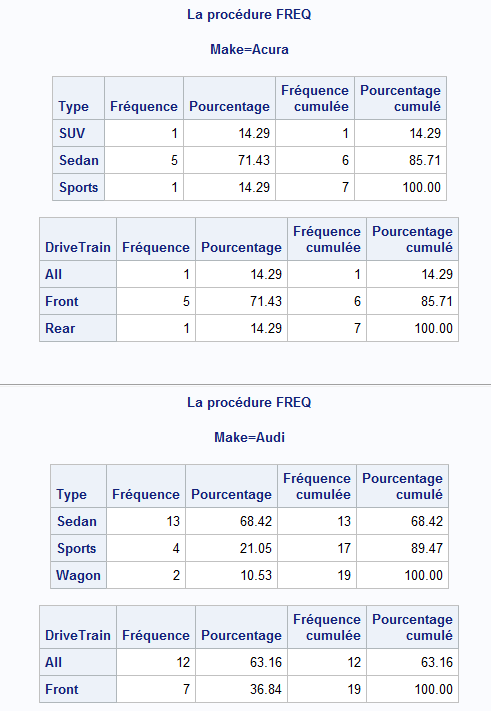 La procédure FREQ
Make=Acura
Type Fréquence Pourcentage Fréquence cumulée Pourcentage cumulé
SUV 1 14.29 1 14.29
Sedan 5 71.43 6 85.71
Sports 1 14.29 7 100.00
DriveTrain Fréquence Pourcentage Fréquence cumulée Pourcentage cumulé
All 1 14.29 1 14.29
Front 5 71.43 6 85.71
Rear 1 14.29 7 100.00
La procédure FREQ
Make=Audi
Type Fréquence Pourcentage Fréquence cumulée Pourcentage cumulé
Sedan 13 68.42 13 68.42
Sports 4 21.05 17 89.47
Wagon 2 10.53 19 100.00
DriveTrain Fréquence Pourcentage Fréquence cumulée Pourcentage cumulé
All 12 63.16 12 63.16
Front 7 36.84 19 100.00